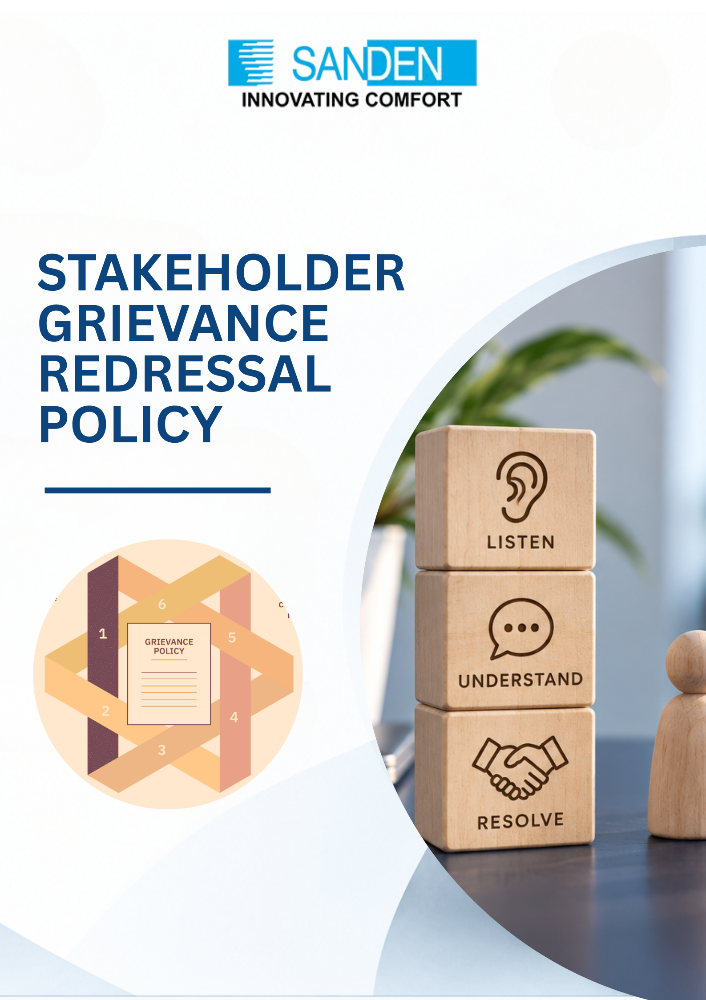 SANDEN
INNOVATING COMFORT
STAKEHOLDER
GRIEVANCE
REDRESSAL
POLICY
6
1
5
GRIEVANCE
POLICY
2
4
3
LISTEN
UNDERSTAND
RESOLVE